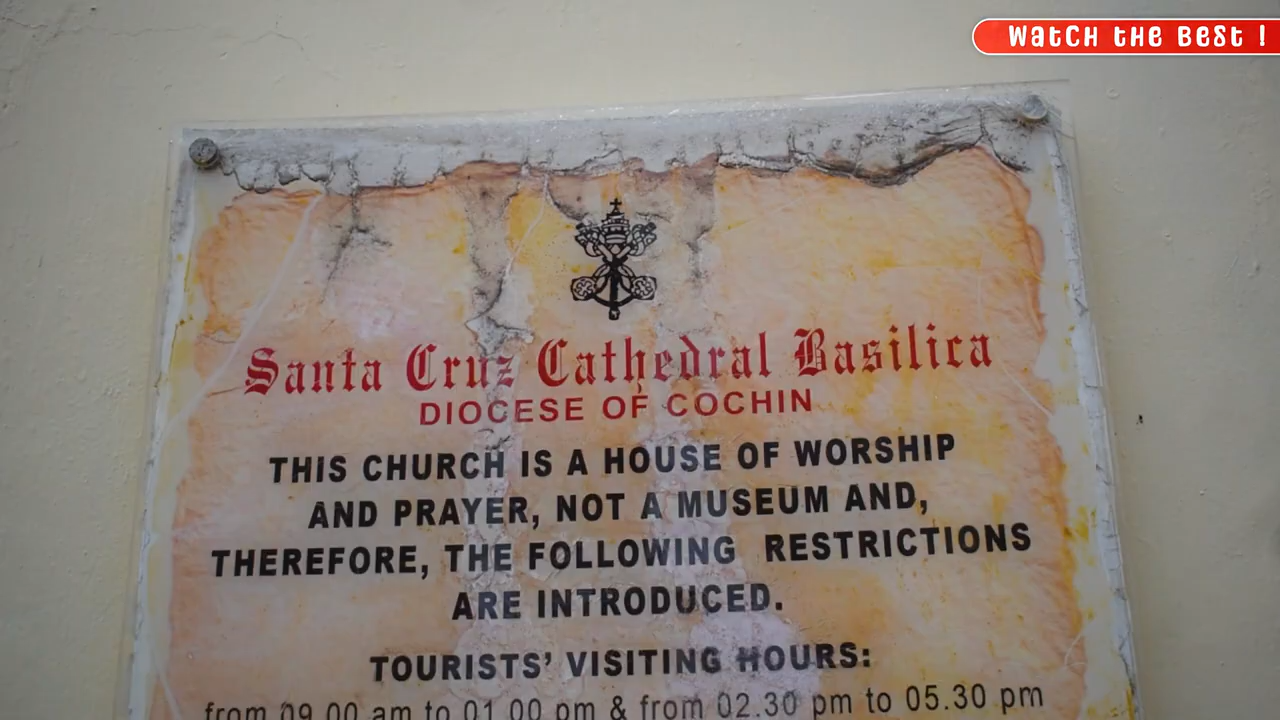 WatCH tHe BeSt !
Santa Cruz Cathedral Basilica
DIOCESE OF COCHIN
THIS CHURCH IS A HOUSE OF WORSHIP
AND PRAYER, NOT A MUSEUM AND,
THEREFORE, THE FOLLOWING RESTRICTIONS
ARE INTRODUCED.
TOURISTS' VISITING HOURS:
from 09.00 am to 01.00 pm & from 02.30 pm to 05.30 pm